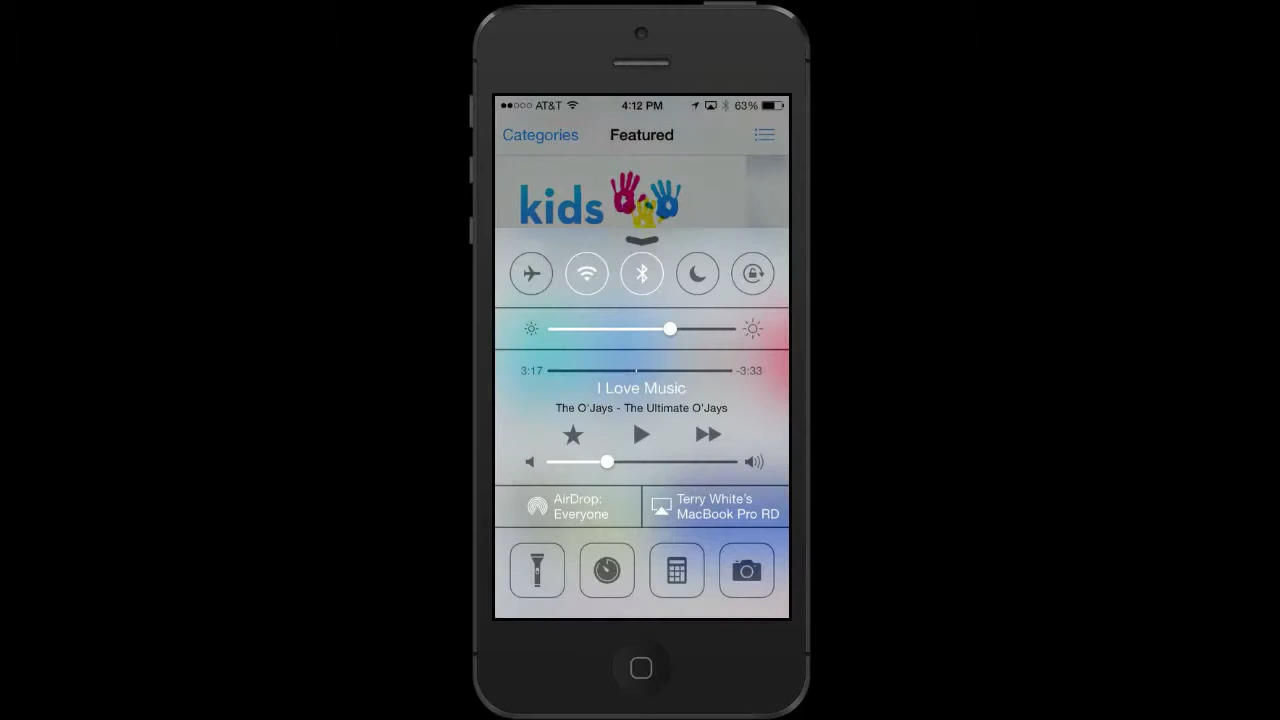 AT&T 4:12 PM 63%
Categories Featured
kids
3:17 -3:33
I Love Music
The O'Jays - The Ultimate O'Jays
AirDrop:
Everyone
Terry White's
MacBook Pro RD